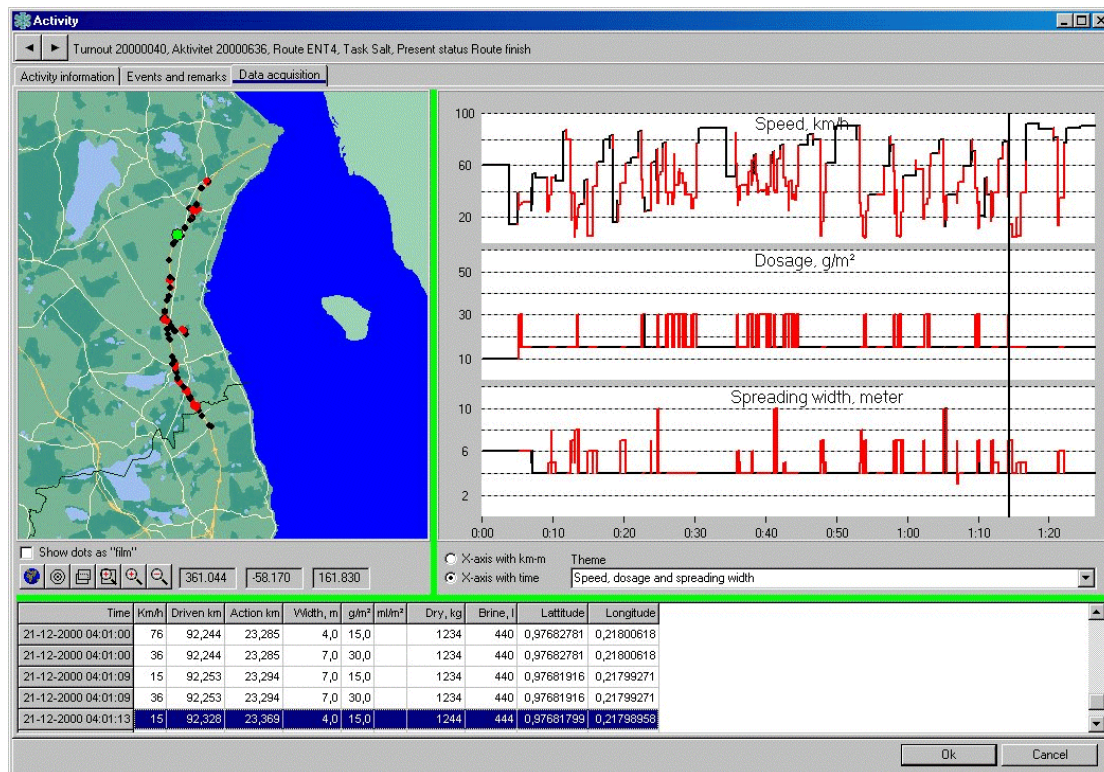 Activity
Turnout 20000040, Aktivitet 20000636, Route ENT4, Task Salt, Present status Route finish
Activity information Events and remarks Data acquisition
Speed, km/h
100
60
20
Dosage, g/m²
50
30
10
Spreading width, meter
10
6
2
0:00 0:10 0:20 0:30 0:40 0:50 1:00 1:10 1:20
Show dots as "film"
361.044 -58.170 161.830
X-axis with km-m
X-axis with time
Theme
Speed, dosage and spreading width
Time Km/h Driven km Action km Width, m g/m² ml/m² Dry, kg Brine, l Lattitude Longitude
21-12-2000 04:01:00 76 92,244 23,285 4,0 15,0 1234 440 0,97682781 0,21800618
21-12-2000 04:01:00 36 92,244 23,285 7,0 30,0 1234 440 0,97682781 0,21800618
21-12-2000 04:01:09 15 92,253 23,294 7,0 15,0 1234 440 0,97681916 0,21799271
21-12-2000 04:01:09 36 92,253 23,294 7,0 30,0 1234 440 0,97681916 0,21799271
21-12-2000 04:01:13 15 92,328 23,369 4,0 15,0 1244 444 0,97681799 0,21798958
Ok Cancel